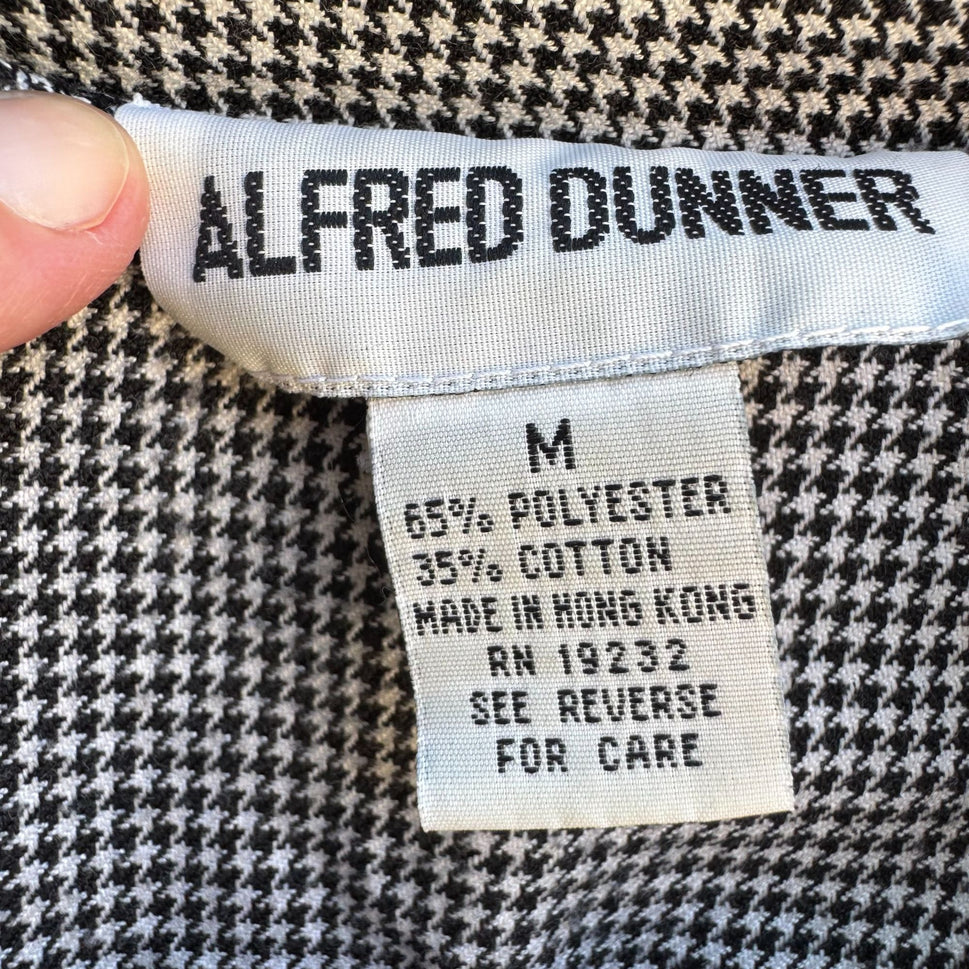 ALFRED DUNNER
M
65% POLYESTER
35% COTTON
MADE IN HONG KONG
RN 19232
SEE REVERSE
FOR CARE